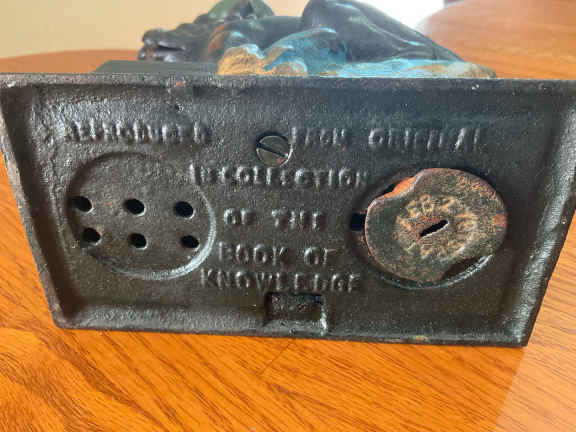 REPRODUCED FROM ORIGINAL
IN COLLECTION
OF THE
BOOK OF
KNOWLEDGE